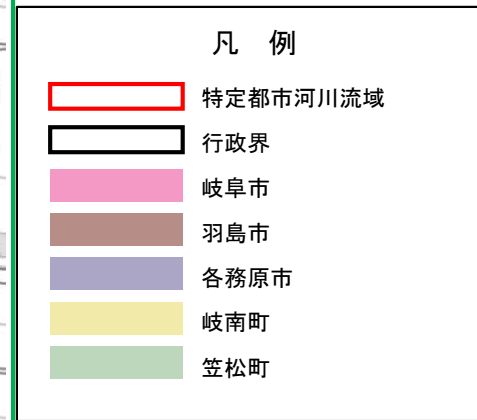 凡 例
特定都市河川流域
行政界
岐阜市
羽島市
各務原市
岐南町
笠松町